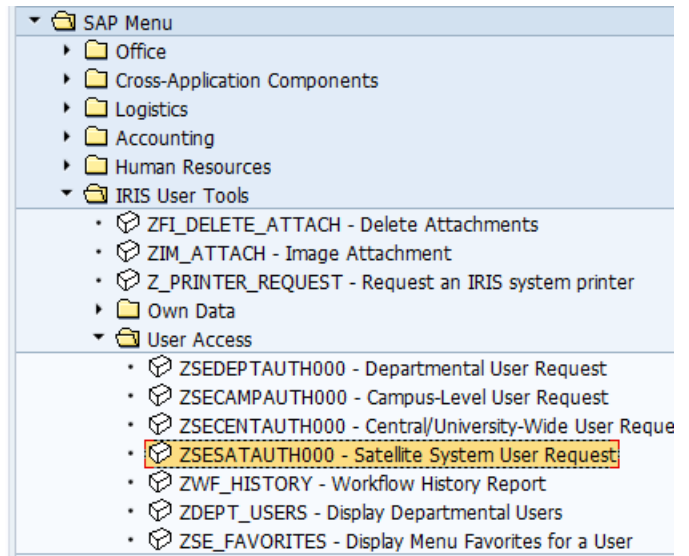 SAP Menu
Office
Cross-Application Components
Logistics
Accounting
Human Resources
IRIS User Tools
ZFI_DELETE_ATTACH - Delete Attachments
ZIM_ATTACH - Image Attachment
Z_PRINTER_REQUEST - Request an IRIS system printer
Own Data
User Access
ZSEDEPTAUTH000 - Departmental User Request
ZSECAMPAUTH000 - Campus-Level User Request
ZSECENTAUTH000 - Central/University-Wide User Reque
ZSESATAUTH000 - Satellite System User Request
ZWF_HISTORY - Workflow History Report
ZDEPT_USERS - Display Departmental Users
ZSE_FAVORITES - Display Menu Favorites for a User